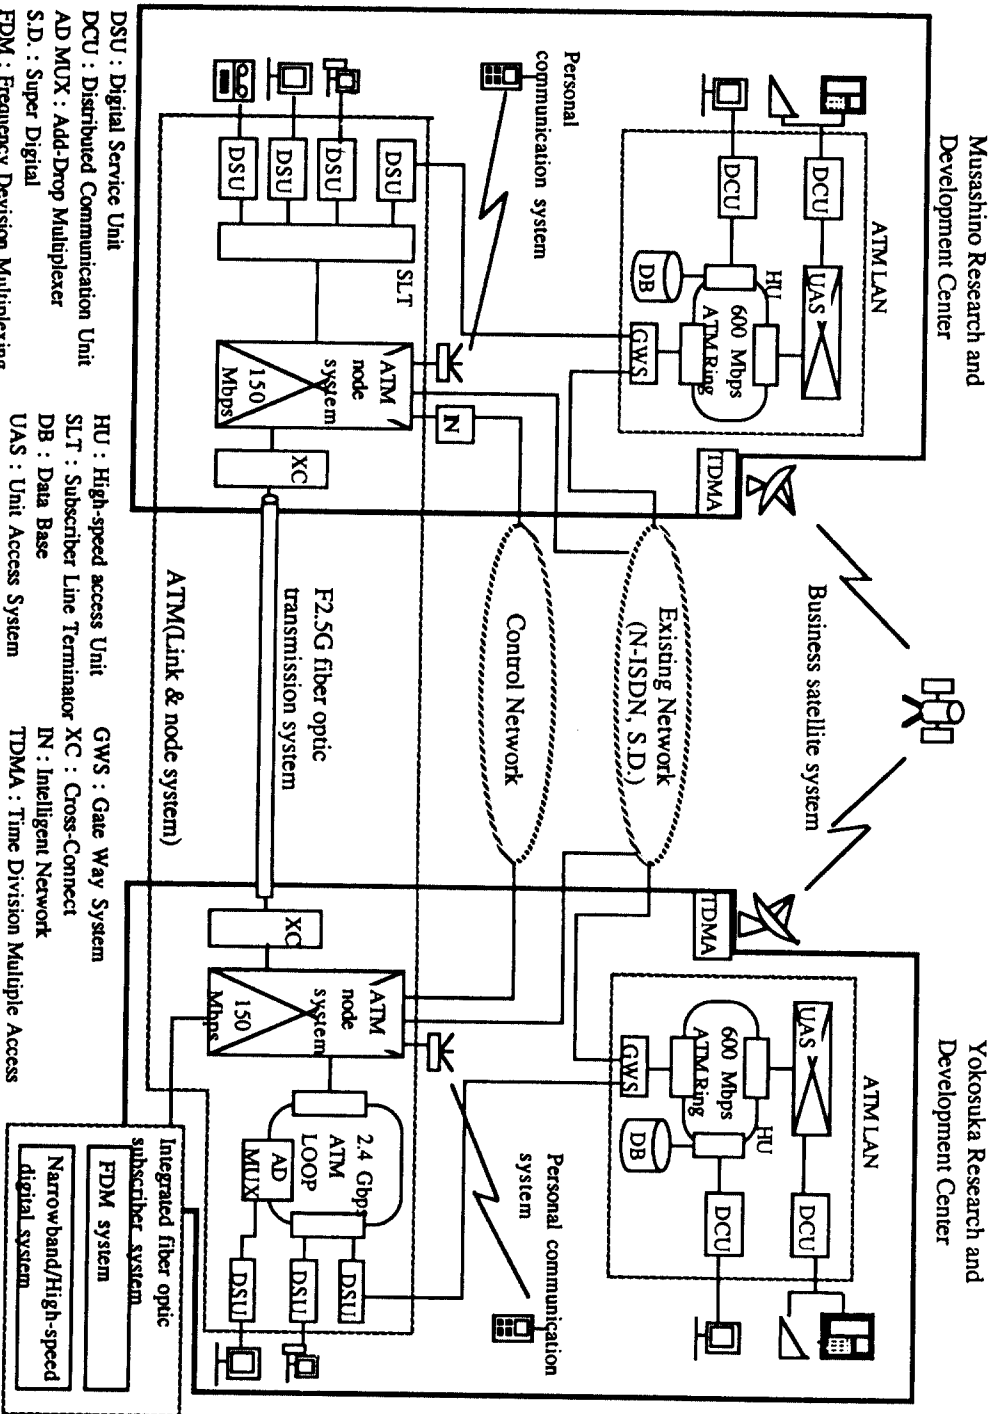 Musashino Research and
Development Center
Yokosuka Research and
Development Center
ATM LAN
UAS
DCU
DCU
HU
600 Mbps
ATM Ring
DB
GWS
TDMA
Business satellite system
ATM LAN
UAS
DCU
DCU
HU
600 Mbps
ATM Ring
DB
GWS
TDMA
Existing Network
(N-ISDN, S.D.)
Control Network
Personal
communication system
Personal communication
system
SLT
DSU
DSU
DSU
DSU
ATM
node
system
150
Mbps
N
XC
F2.5G fiber optic
transmission system
XC
ATM
node
system
150
Mbps
2.4 Gbps
ATM
LOOP
AD
MUX
DSU
DSU
DSU
ATM(Link & node system)
Integrated fiber optic
subscriber system
FDM system
Narrowband/High-speed
digital system
DSU : Digital Service Unit
DCU : Distributed Communication Unit
AD MUX : Add-Drop Multiplexer
S.D. : Super Digital
FDM : Frequency Devision Multiplexing
HU : High-speed access Unit
SLT : Subscriber Line Terminator
DB : Data Base
UAS : Unit Access System
GWS : Gate Way System
XC : Cross-Connect
IN : Intelligent Network
TDMA : Time Division Multiple Access